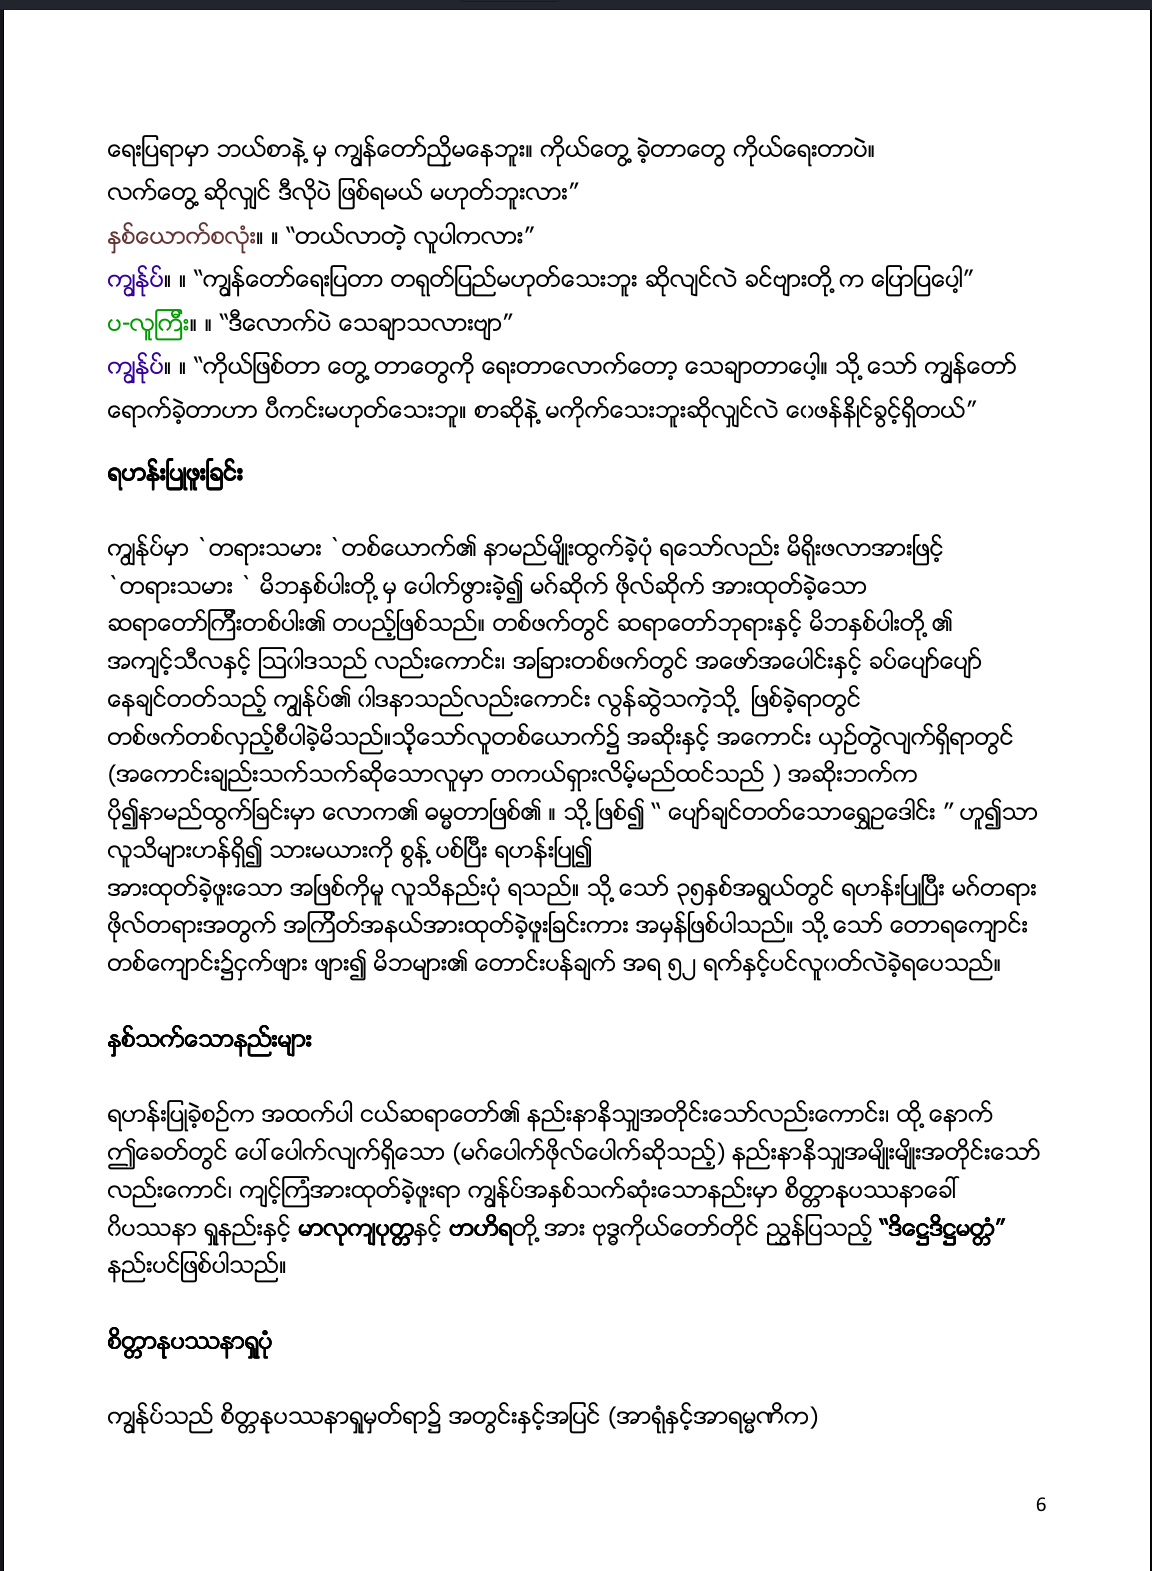 ရေးပြရာမှာ ဘယ်စာနဲ့ မှ ကျွန်တော်ညှိမနေဘူး။ ကိုယ်တွေ့ ခဲ့တာတွေ ကိုယ်ရေးတာပဲ။
လက်တွေ့ ဆိုလျှင် ဒီလိုပဲ ဖြစ်ရမယ် မဟုတ်ဘူးလား”
နှစ်ယောက်စလုံး။ ။ “တယ်လာတဲ့ လူပါကလား”
ကျွန်ုပ်။ ။ “ကျွန်တော်ရေးပြတာ တရုတ်ပြည်မဟုတ်သေးဘူး ဆိုလျင်လဲ ခင်ဗျားတို့ က ပြောပြပေါ့”
ပ-လူကြီး။ ။ “ဒီလောက်ပဲ သေချာသလားဗျာ”
ကျွန်ုပ်။ ။ “ကိုယ်ဖြစ်တာ တွေ့ တာတွေကို ရေးတာလောက်တော့ သေချာတာပေါ့။ သို့ သော် ကျွန်တော်
ရောက်ခဲ့တာဟာ ပီကင်းမဟုတ်သေးဘူ။ စာဆိုနဲ့ မကိုက်သေးဘူးဆိုလျှင်လဲ ဝေဖန်နိုင်ခွင့်ရှိတယ်”
ရဟန်းပြုဖူးခြင်း
ကျွန်ုပ်မှာ `တရားသမား `တစ်ယောက်၏ နာမည်မျိုးထွက်ခဲ့ပုံ ရသော်လည်း မိရိုးဖလာအားဖြင့်
`တရားသမား ` မိဘနှစ်ပါးတို့ မှ ပေါက်ဖွားခဲ့၍ မဂ်ဆိုက် ဖိုလ်ဆိုက် အားထုတ်ခဲ့သော
ဆရာတော်ကြီးတစ်ပါး၏ တပည့်ဖြစ်သည်။ တစ်ဖက်တွင် ဆရာတော်ဘုရားနှင့် မိဘနှစ်ပါးတို့ ၏
အကျင့်သီလနှင့် ဩဝါဒသည် လည်းကောင်း၊ အခြားတစ်ဖက်တွင် အဖော်အပေါင်းနှင့် ခပ်ပျော်ပျော်
နေချင်တတ်သည့် ကျွန်ုပ်၏ ဝါဒနာသည်လည်းကောင်း လွန်ဆွဲသကဲ့သို့ ဖြစ်ခဲ့ရာတွင်
တစ်ဖက်တစ်လှည့်စီပါခဲ့မိသည်။သို့သော်လူတစ်ယောက်၌ အဆိုးနှင့် အကောင်း ယှဉ်တွဲလျက်ရှိရာတွင်
(အကောင်းချည်းသက်သက်ဆိုသောလူမှာ တကယ်ရှားလိမ့်မည်ထင်သည် ) အဆိုးဘက်က
ပို၍နာမည်ထွက်ခြင်းမှာ လောက၏ ဓမ္မတာဖြစ်၏ ။ သို့ ဖြစ်၍ “ ပျော်ချင်တတ်သောရွှေဥဒေါင်း ” ဟူ၍သာ
လူသိများဟန်ရှိ၍ သားမယားကို စွန့် ပစ်ပြီး ရဟန်းပြု၍
အားထုတ်ခဲ့ဖူးသော အဖြစ်ကိုမူ လူသိနည်းပုံ ရသည်။ သို့ သော် ၃၅နှစ်အရွယ်တွင် ရဟန်းပြုပြီး မဂ်တရား
ဖိုလ်တရားအတွက် အကြိတ်အနယ်အားထုတ်ခဲ့ဖူးခြင်းကား အမှန်ဖြစ်ပါသည်။ သို့ သော် တောရကျောင်း
တစ်ကျောင်း၌ငှက်ဖျား ဖျား၍ မိဘများ၏ တောင်းပန်ချက် အရ ၅၂ ရက်နှင့်ပင်လူဝတ်လဲခဲ့ရပေသည်။
နှစ်သက်သောနည်းများ
ရဟန်းပြုခဲ့စဉ်က အထက်ပါ ငယ်ဆရာတော်၏ နည်းနာနိသျှအတိုင်းသော်လည်းကောင်း၊ ထို့ နောက်
ဤခေတ်တွင် ပေါ်ပေါက်လျက်ရှိသော (မဂ်ပေါက်ဖိုလ်ပေါက်ဆိုသည့်) နည်းနာနိသျှအမျိုးမျိုးအတိုင်းသော်
လည်းကောင်၊ ကျင့်ကြံအားထုတ်ခဲ့ဖူးရာ ကျွန်ုပ်အနှစ်သက်ဆုံးသောနည်းမှာ စိတ္တာနုပဿနာခေါ်
ဝိပဿနာ ရှုနည်းနှင့် မာလုကျပုတ္တနှင့် ဗာဟိရတို့ အား ဗုဒ္ဓကိုယ်တော်တိုင် ညွှန်ပြသည့် “ဒိဋ္ဌေဒိဋ္ဌမတ္တံ”
နည်းပင်ဖြစ်ပါသည်။
စိတ္တာနုပဿနာရှုပုံ
ကျွန်ုပ်သည် စိတ္တနုပဿနာရှုမှတ်ရာ၌ အတွင်းနှင့်အပြင် (အာရုံနှင့်အာရမ္မဏိက)
6